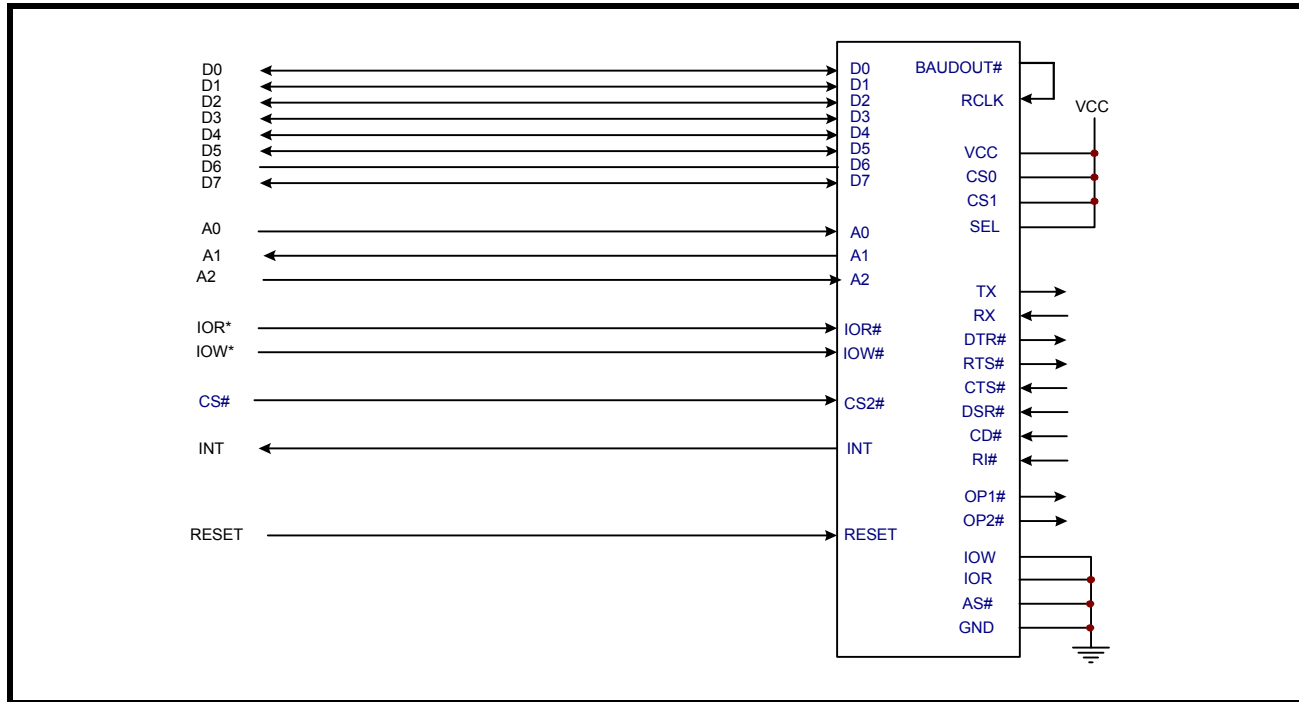 D0
D1
D2
D3
D4
D5
D6
D7
A0
A1
A2
IOR*
IOW*
CS#
INT
RESET
D0
D1
D2
D3
D4
D5
D6
D7
A0
A1
A2
IOR#
IOW#
CS2#
INT
RESET
BAUDOUT#
RCLK
VCC
CS0
CS1
SEL
TX
RX
DTR#
RTS#
CTS#
DSR#
CD#
RI#
OP1#
OP2#
IOW
IOR
AS#
GND
VCC